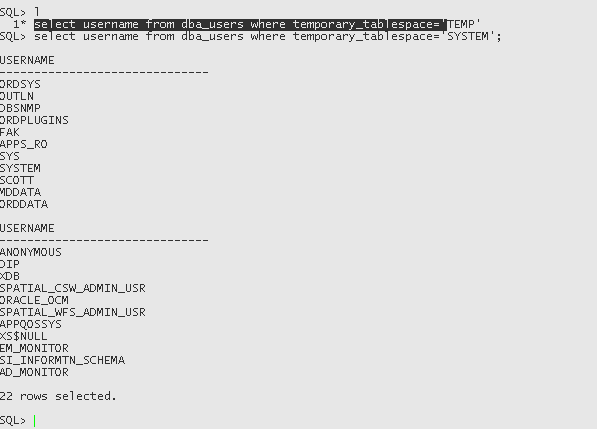 SQL> l
1* select username from dba_users where temporary_tablespace='TEMP'
SQL> select username from dba_users where temporary_tablespace='SYSTEM';
USERNAME
------------------------------
ORDSYS
OUTLN
DBSNMP
ORDPLUGINS
FAK
APPS_RO
SYS
SYSTEM
SCOTT
MDDATA
ORDDATA
USERNAME
------------------------------
ANONYMOUS
DIP
XDB
SPATIAL_CSW_ADMIN_USR
ORACLE_OCM
SPATIAL_WFS_ADMIN_USR
APPQOSSYS
XS$NULL
EM_MONITOR
SI_INFORMTN_SCHEMA
AD_MONITOR
22 rows selected.
SQL>